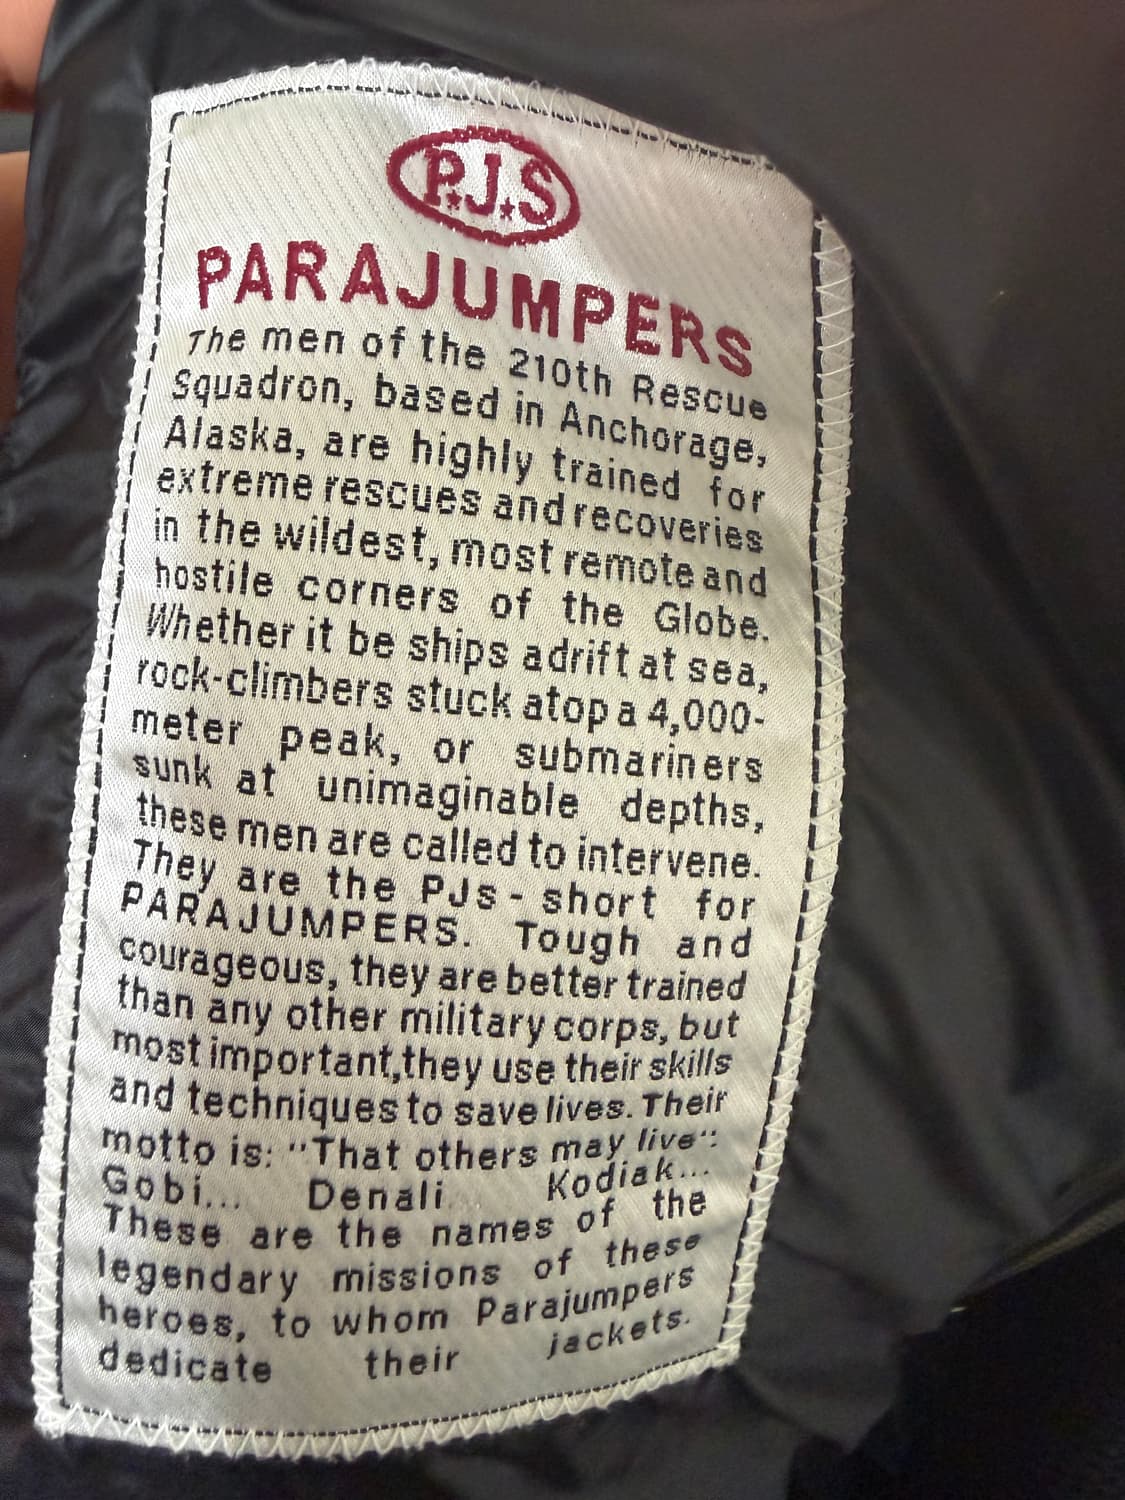 P.J.S
PARAJUMPERS
The men of the 210th Rescue
Squadron, based in Anchorage,
Alaska, are highly trained for
extreme rescues and recoveries
in the wildest, most remote and
hostile corners of the Globe.
Whether it be ships adrift at sea,
rock-climbers stuck atop a 4,000-
meter peak, or submariners
sunk at unimaginable depths,
these men are called to intervene.
They are the PJs - short for
PARAJUMPERS. Tough and
courageous, they are better trained
than any other military corps, but
most important,they use their skills
and techniques to save lives. Their
motto is: "That others may live":
Gobi... Denali... Kodiak...
These are the names of the
legendary missions of these
heroes, to whom Parajumpers
dedicate their jackets.